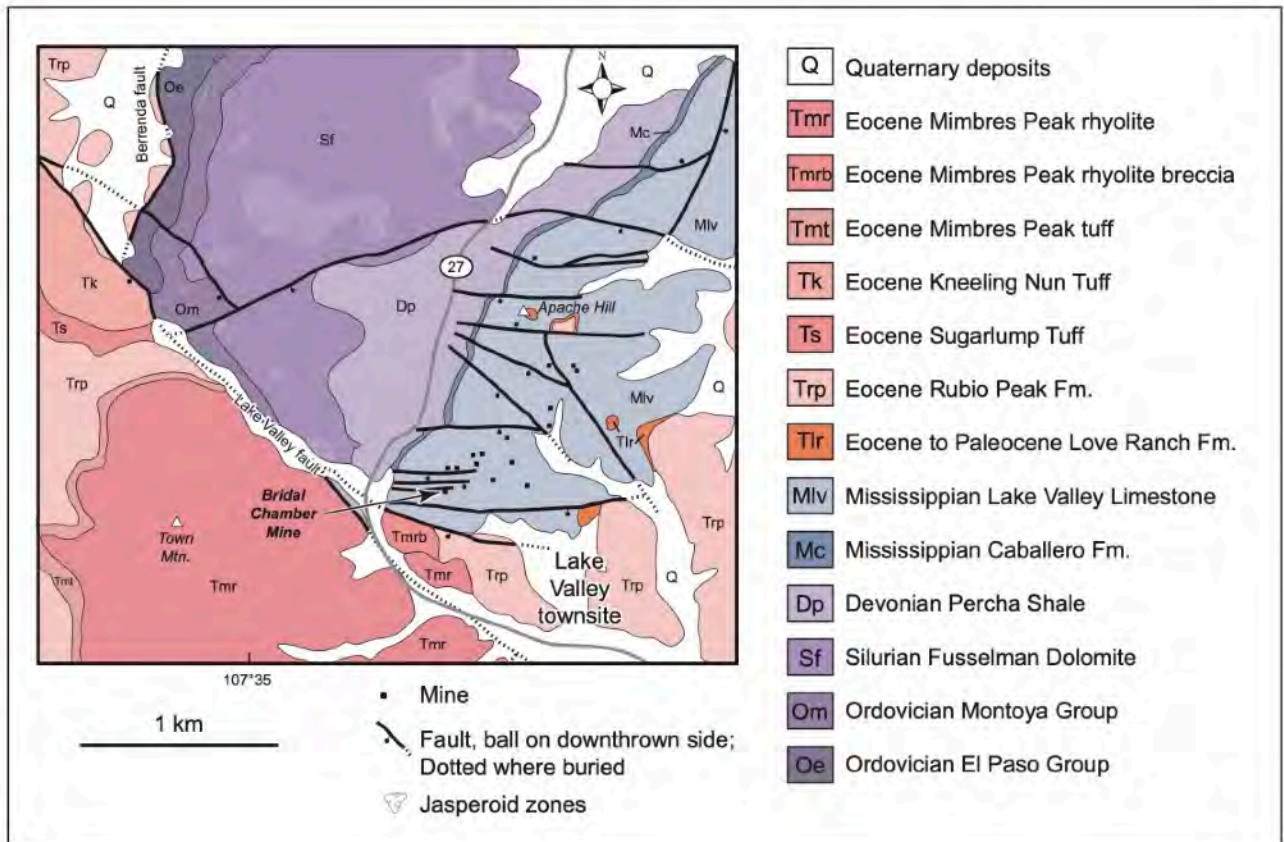 Trp
Q
Berrenda fault
Oe
Sf
N
Q
Mc
Mlv
27
Tk
Om
Dp
Apache Hill
Ts
Trp
Q
Mlv
Tlr
Lake Valley fault
Bridal
Chamber
Mine
Town
Mtn.
Tmt
Tmr
Tmrb
Tmr
Trp
Lake
Valley
townsite
Trp
Q
Trp
Tmr
107°35
1 km
Mine
Fault, ball on downthrown side;
Dotted where buried
Jasperoid zones
Q Quaternary deposits
Tmr Eocene Mimbres Peak rhyolite
Tmrb Eocene Mimbres Peak rhyolite breccia
Tmt Eocene Mimbres Peak tuff
Tk Eocene Kneeling Nun Tuff
Ts Eocene Sugarlump Tuff
Trp Eocene Rubio Peak Fm.
Tlr Eocene to Paleocene Love Ranch Fm.
Mlv Mississippian Lake Valley Limestone
Mc Mississippian Caballero Fm.
Dp Devonian Percha Shale
Sf Silurian Fusselman Dolomite
Om Ordovician Montoya Group
Oe Ordovician El Paso Group